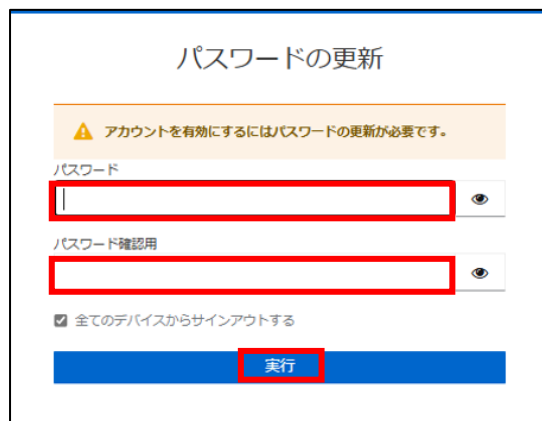 パスワードの更新
アカウントを有効にするにはパスワードの更新が必要です。
パスワード
パスワード確認用
全てのデバイスからサインアウトする
実行